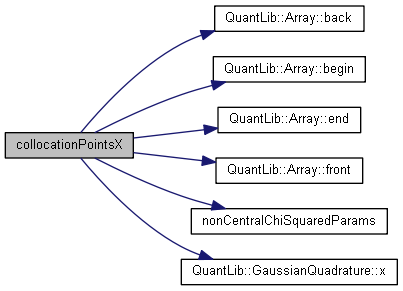 QuantLib::Array::back
QuantLib::Array::begin
QuantLib::Array::end
collocationPointsX
QuantLib::Array::front
nonCentralChiSquaredParams
QuantLib::GaussianQuadrature::x